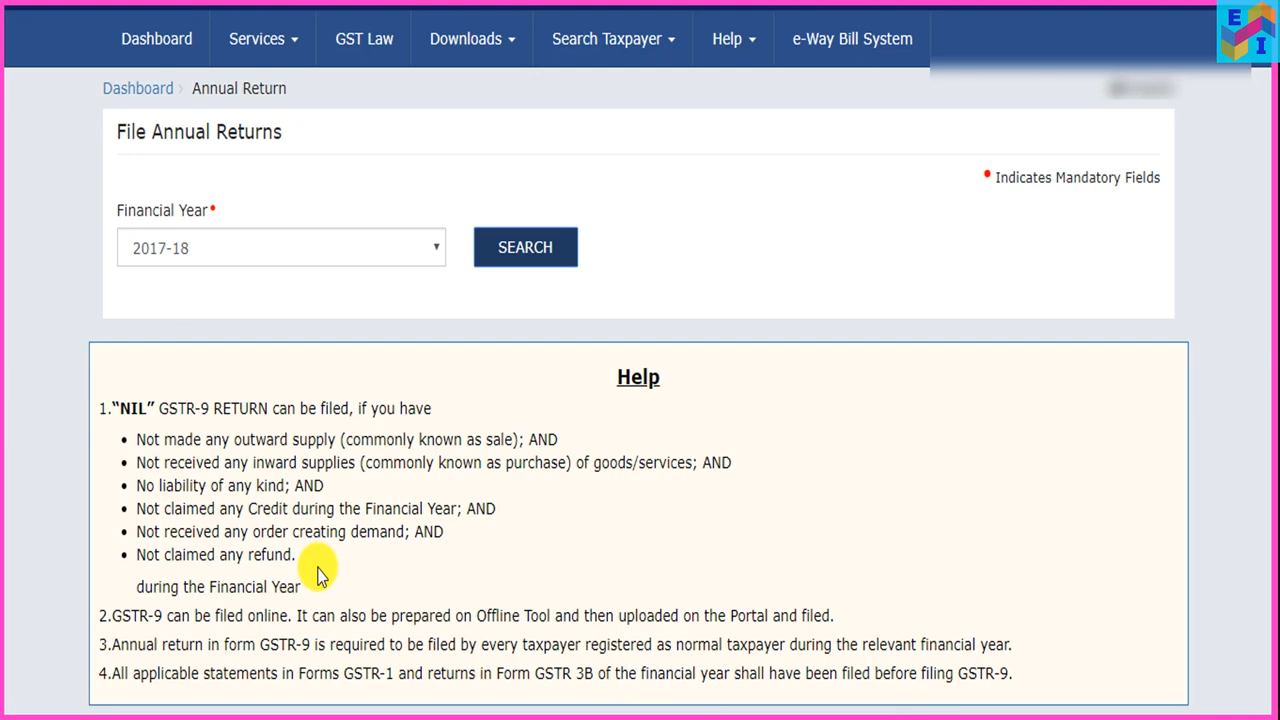 E
I
Dashboard Services GST Law Downloads Search Taxpayer Help e-Way Bill System
Dashboard Annual Return
File Annual Returns
Indicates Mandatory Fields
Financial Year
2017-18 SEARCH
Help
1."NIL" GSTR-9 RETURN can be filed, if you have
Not made any outward supply (commonly known as sale); AND
Not received any inward supplies (commonly known as purchase) of goods/services; AND
No liability of any kind; AND
Not claimed any Credit during the Financial Year; AND
Not received any order creating demand; AND
Not claimed any refund.
during the Financial Year
2.GSTR-9 can be filed online. It can also be prepared on Offline Tool and then uploaded on the Portal and filed.
3.Annual return in form GSTR-9 is required to be filed by every taxpayer registered as normal taxpayer during the relevant financial year.
4.All applicable statements in Forms GSTR-1 and returns in Form GSTR 3B of the financial year shall have been filed before filing GSTR-9.